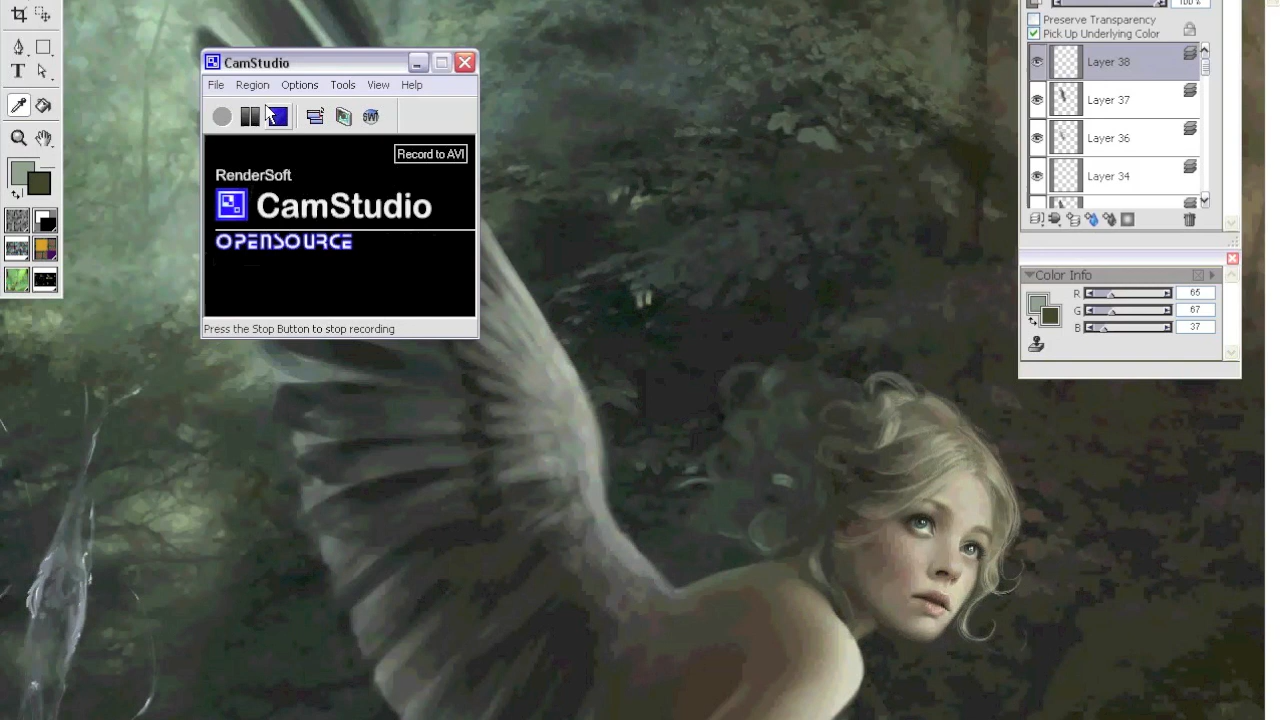 CamStudio
File Region Options Tools View Help
Record to AVI
RenderSoft
CamStudio
OPENSOURCE
Press the Stop Button to stop recording
T
100 %
Preserve Transparency
Pick Up Underlying Color
Layer 38
Layer 37
Layer 36
Layer 34
Color Info
R 65
G 67
B 37